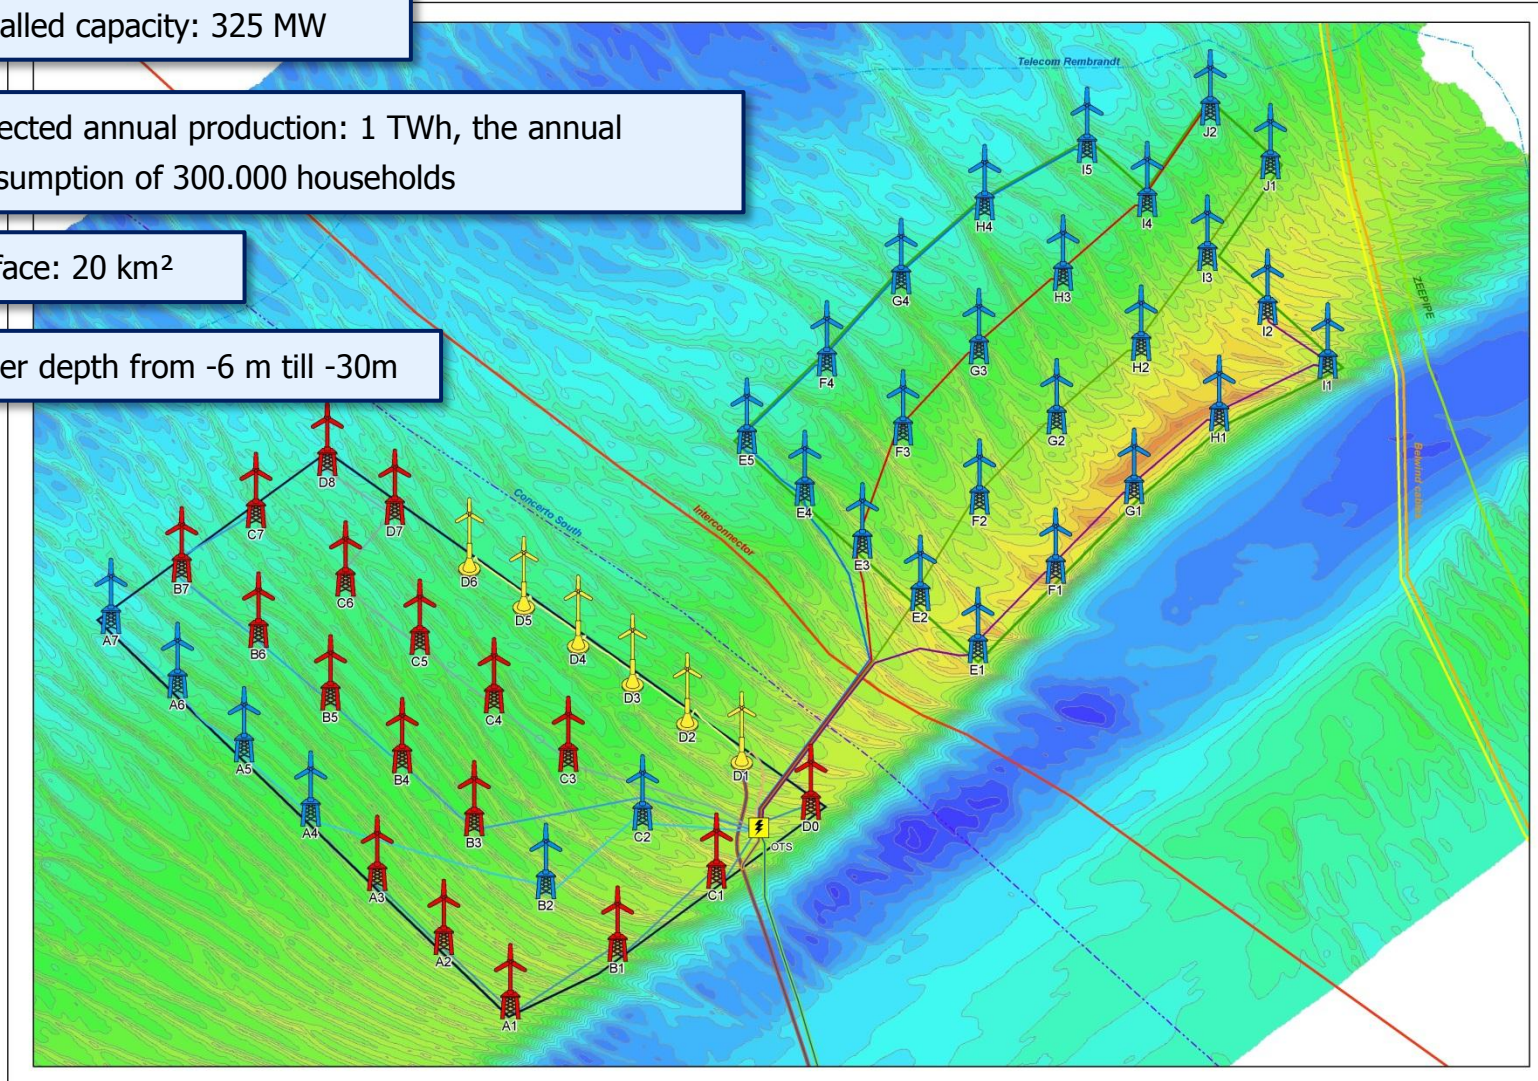 alled capacity: 325 MW
ected annual production: 1 TWh, the annual
sumption of 300.000 households
face: 20 km²
er depth from -6 m till -30m
Telecom Rembrandt
J2
I5
J1
I4
H4
I3
H3
G4
ZEEPIPE
I2
F4
G3
H2
I1
H1
G2
F3
E5
Belwind cables
D8
Concerto South
Interconnector
E4
G1
F2
C7
D7
E3
D6
B7
F1
C6
E2
D5
A7
B6
D4
C5
E1
A6
D3
B5
C4
D2
A5
B4
C3
D1
A4
B3
C2
D0
OTS
A3
B2
C1
A2
B1
A1